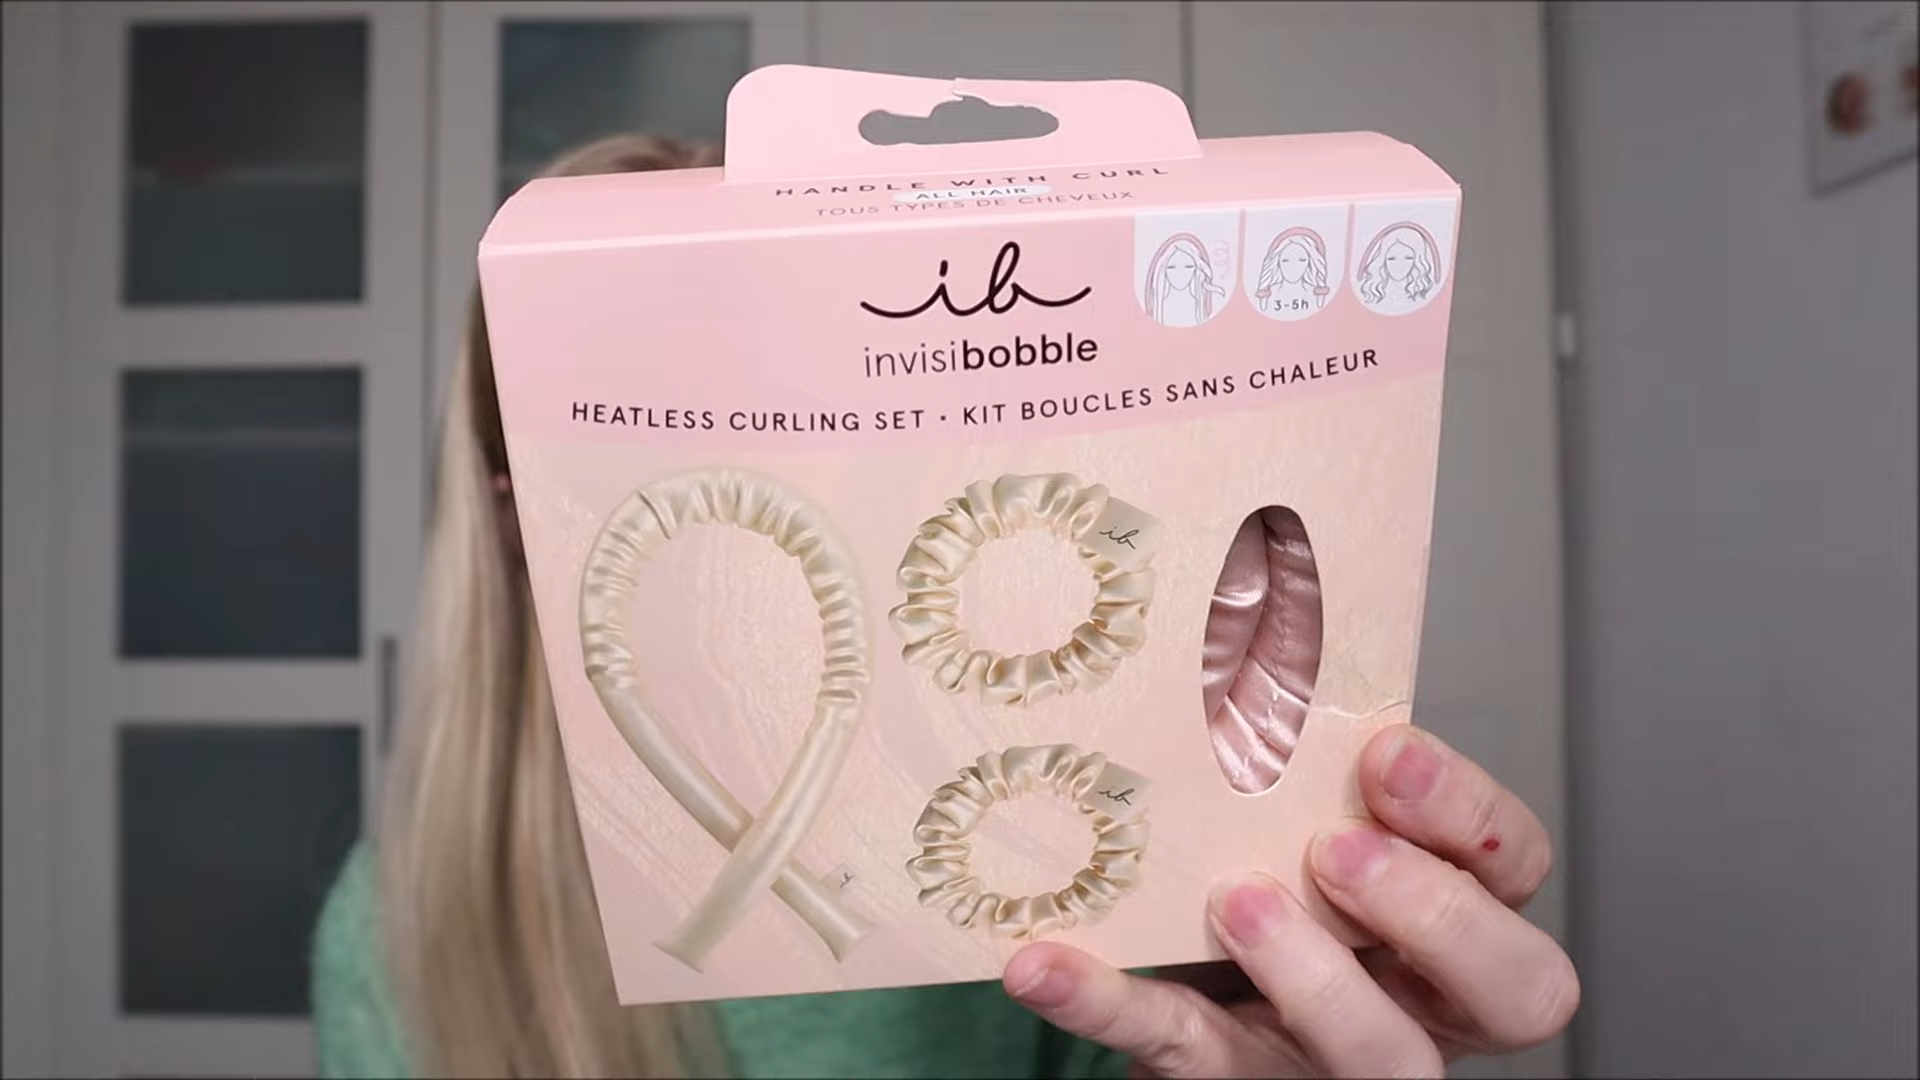 HANDLE WITH CURL
ALL HAIR
TOUS TYPES DE CHEVEUX
ib
invisibobble
3-5h
HEATLESS CURLING SET · KIT BOUCLES SANS CHALEUR
ib
ib
ib